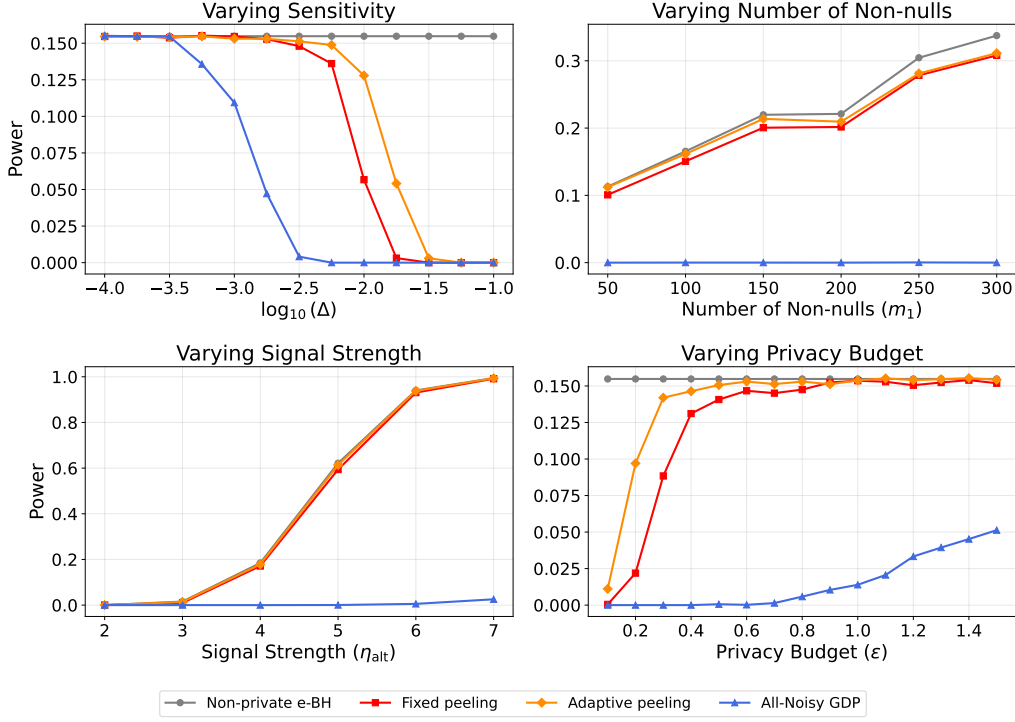 Varying Sensitivity
Varying Number of Non-nulls
0.150
0.125
0.100
0.075
0.050
0.025
0.000
Power
−4.0 −3.5 −3.0 −2.5 −2.0 −1.5 −1.0
log₁₀(Δ)
0.3
0.2
0.1
0.0
50 100 150 200 250 300
Number of Non-nulls (m₁)
Varying Signal Strength
Varying Privacy Budget
1.0
0.8
0.6
0.4
0.2
0.0
Power
2 3 4 5 6 7
Signal Strength (η_alt)
0.150
0.125
0.100
0.075
0.050
0.025
0.000
0.2 0.4 0.6 0.8 1.0 1.2 1.4
Privacy Budget (ε)
Non-private e-BH Fixed peeling Adaptive peeling All-Noisy GDP